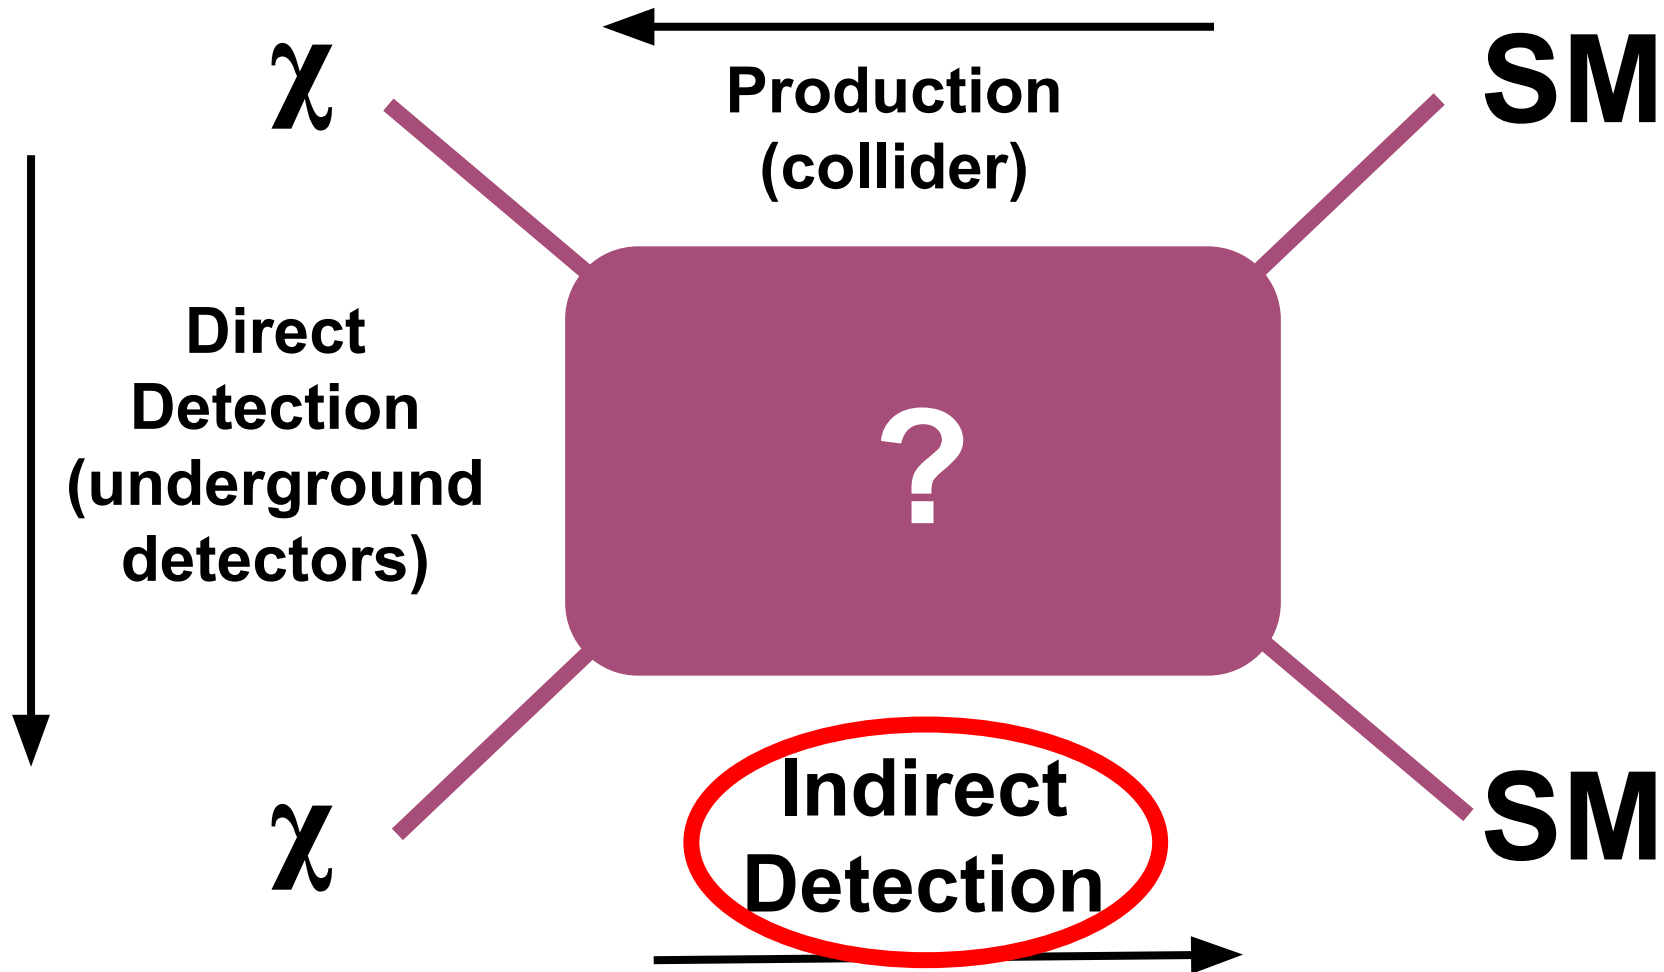 χ
Production
(collider)
SM
Direct
Detection
(underground
detectors)
?
χ
Indirect
Detection
SM